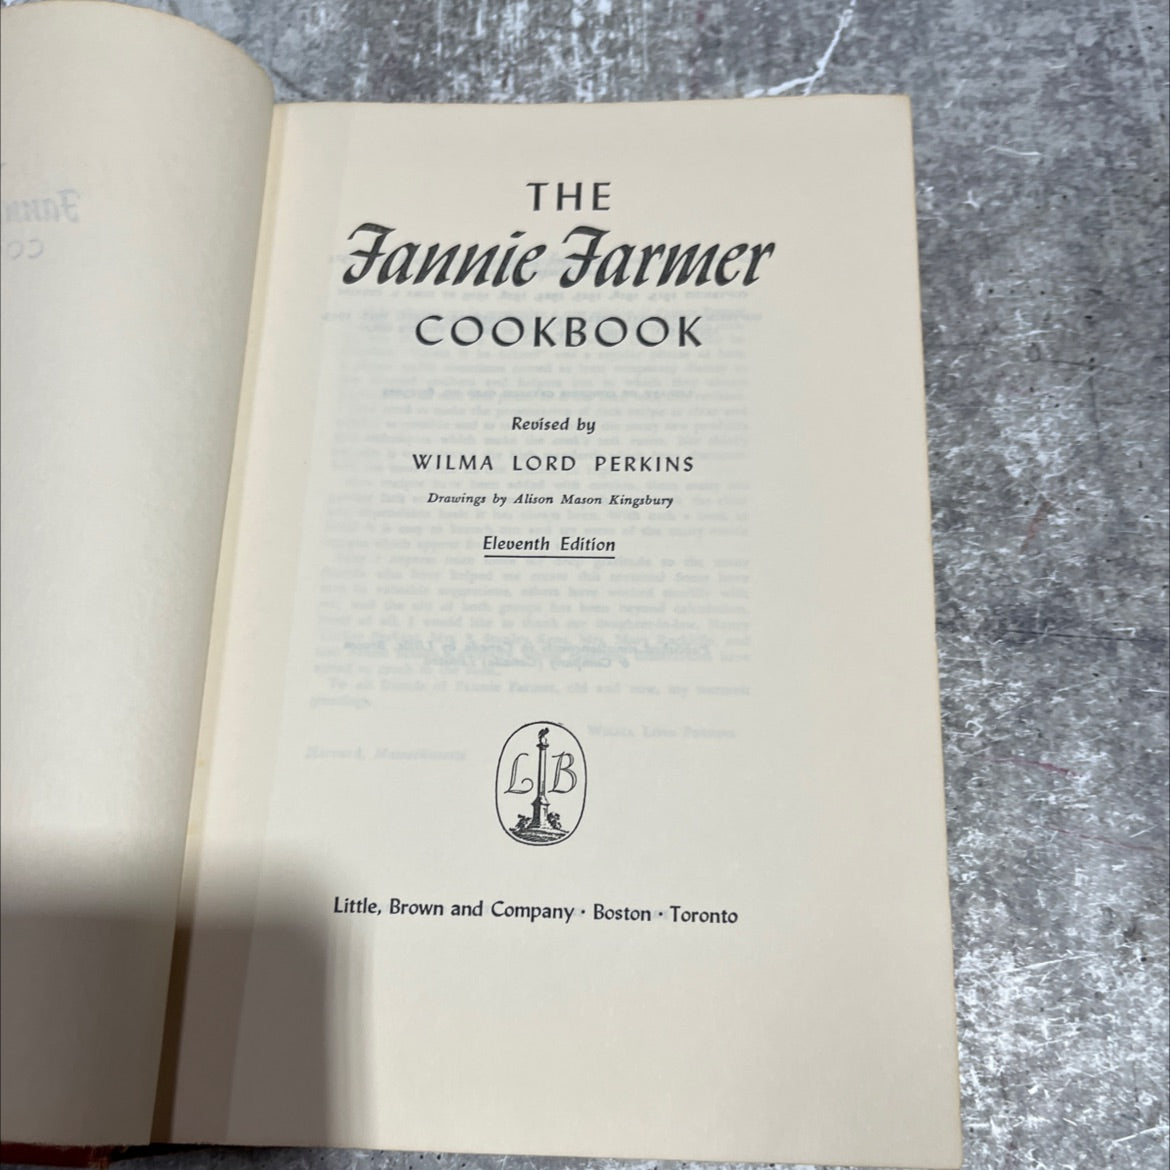 THE
Fannie Farmer
COOKBOOK
Revised by
WILMA LORD PERKINS
Drawings by Alison Mason Kingsbury
Eleventh Edition
L B
Little, Brown and Company · Boston · Toronto